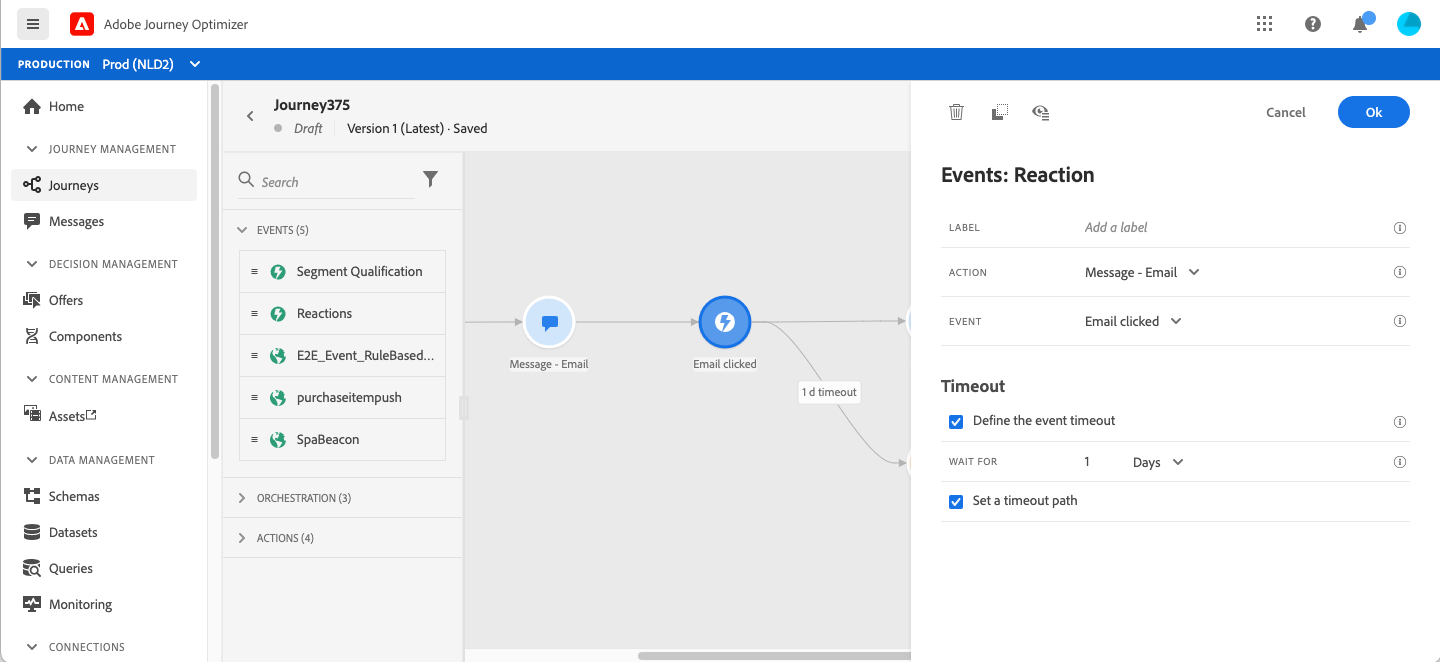 Adobe Journey Optimizer
PRODUCTION Prod (NLD2)
Home
JOURNEY MANAGEMENT
Journeys
Messages
DECISION MANAGEMENT
Offers
Components
CONTENT MANAGEMENT
Assets
DATA MANAGEMENT
Schemas
Datasets
Queries
Monitoring
CONNECTIONS
Journey375
Draft Version 1 (Latest) · Saved
Search
EVENTS (5)
Segment Qualification
Reactions
E2E_Event_RuleBased...
purchaseitempush
SpaBeacon
ORCHESTRATION (3)
ACTIONS (4)
Message - Email
Email clicked
1 d timeout
Cancel
Ok
Events: Reaction
LABEL Add a label
ACTION Message - Email
EVENT Email clicked
Timeout
Define the event timeout
WAIT FOR 1 Days
Set a timeout path